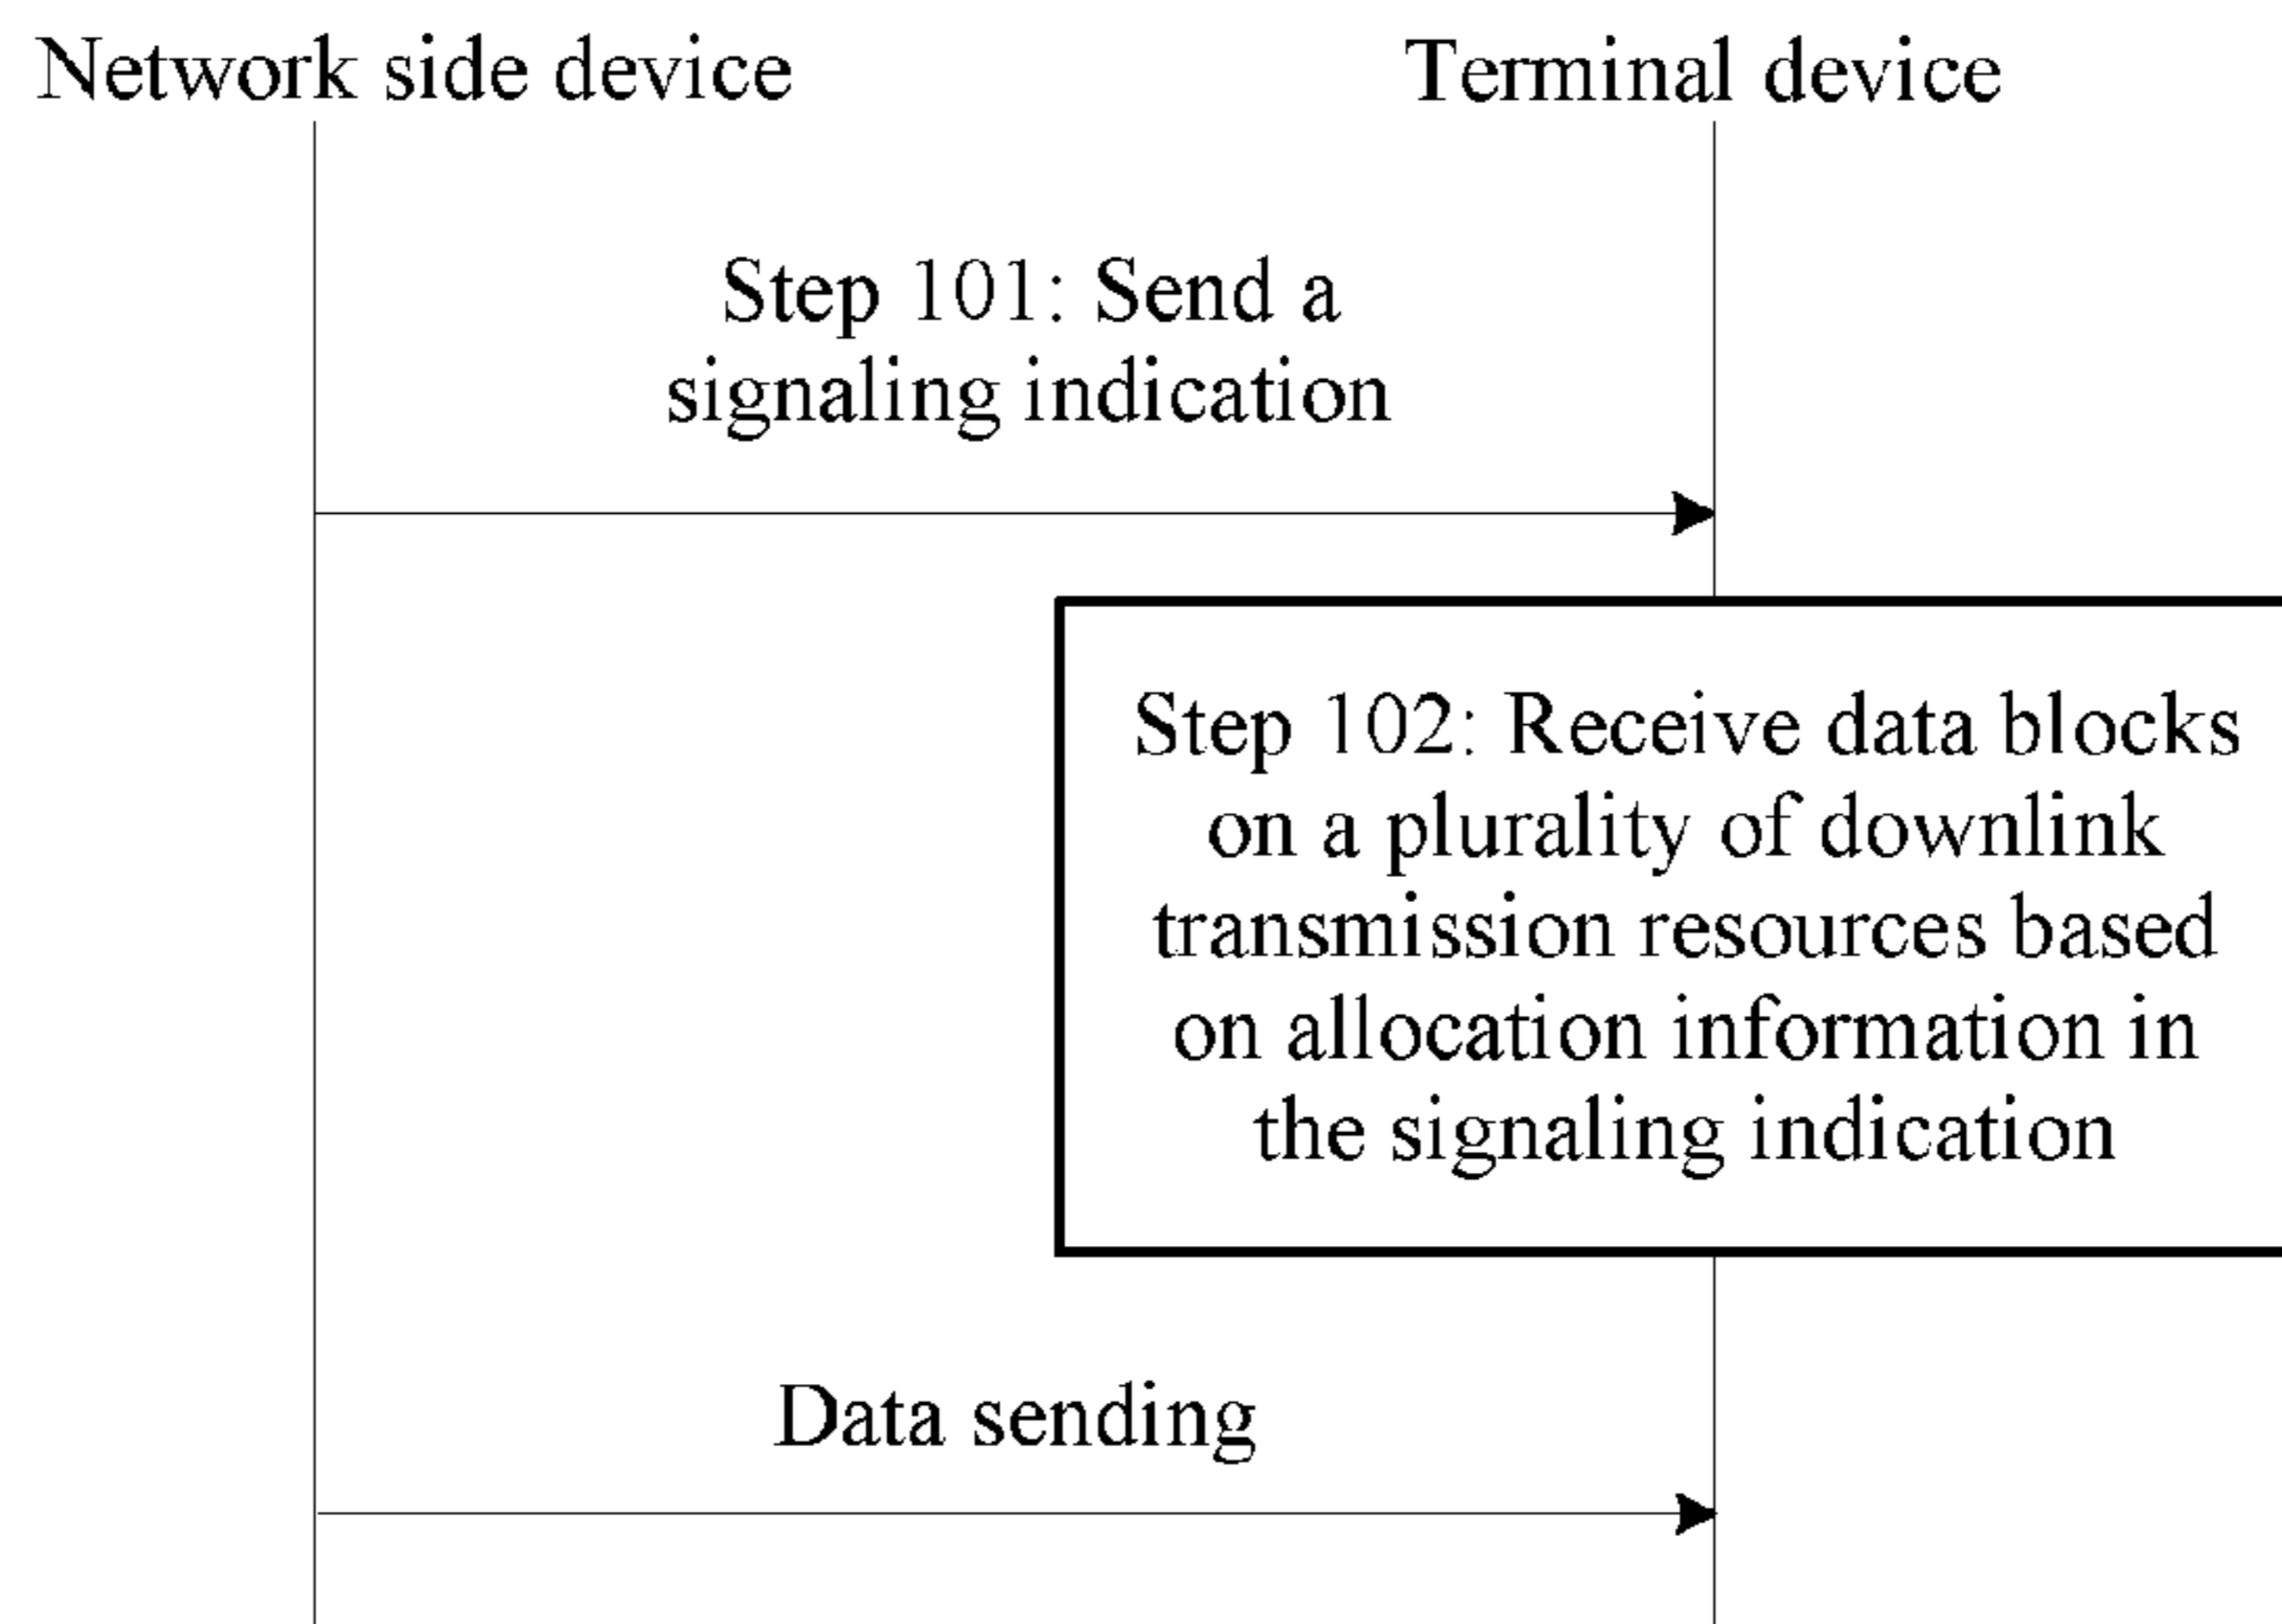 Network side device
Terminal device
Step 101: Send a
signaling indication
Step 102: Receive data blocks
on a plurality of downlink
transmission resources based
on allocation information in
the signaling indication
Data sending